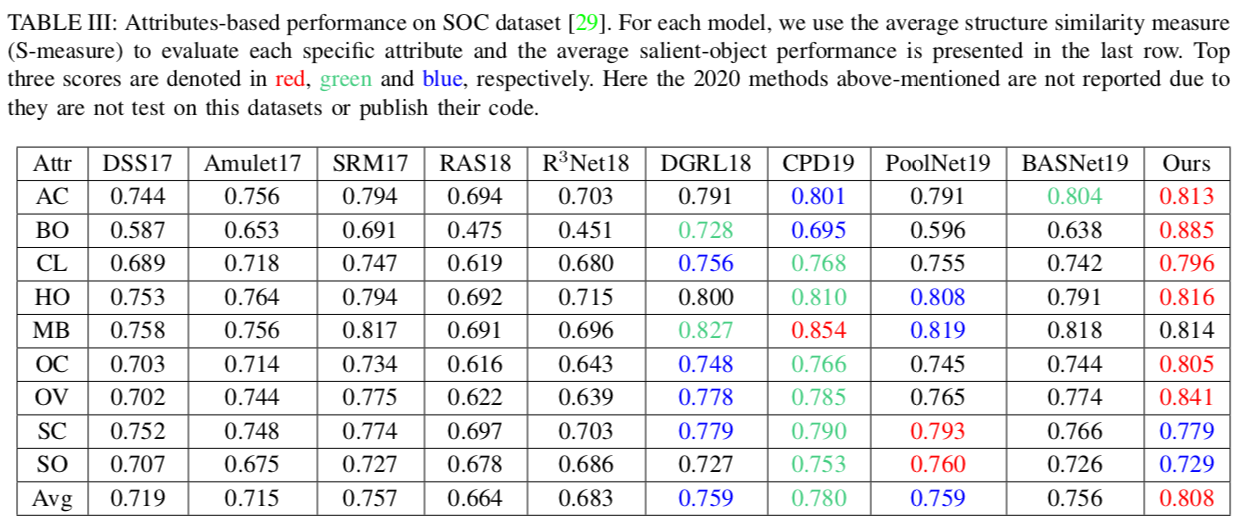 TABLE III: Attributes-based performance on SOC dataset [29]. For each model, we use the average structure similarity measure
(S-measure) to evaluate each specific attribute and the average salient-object performance is presented in the last row. Top
three scores are denoted in red, green and blue, respectively. Here the 2020 methods above-mentioned are not reported due to
they are not test on this datasets or publish their code.
Attr DSS17 Amulet17 SRM17 RAS18 R³Net18 DGRL18 CPD19 PoolNet19 BASNet19 Ours
AC 0.744 0.756 0.794 0.694 0.703 0.791 0.801 0.791 0.804 0.813
BO 0.587 0.653 0.691 0.475 0.451 0.728 0.695 0.596 0.638 0.885
CL 0.689 0.718 0.747 0.619 0.680 0.756 0.768 0.755 0.742 0.796
HO 0.753 0.764 0.794 0.692 0.715 0.800 0.810 0.808 0.791 0.816
MB 0.758 0.756 0.817 0.691 0.696 0.827 0.854 0.819 0.818 0.814
OC 0.703 0.714 0.734 0.616 0.643 0.748 0.766 0.745 0.744 0.805
OV 0.702 0.744 0.775 0.622 0.639 0.778 0.785 0.765 0.774 0.841
SC 0.752 0.748 0.774 0.697 0.703 0.779 0.790 0.793 0.766 0.779
SO 0.707 0.675 0.727 0.678 0.686 0.727 0.753 0.760 0.726 0.729
Avg 0.719 0.715 0.757 0.664 0.683 0.759 0.780 0.759 0.756 0.808